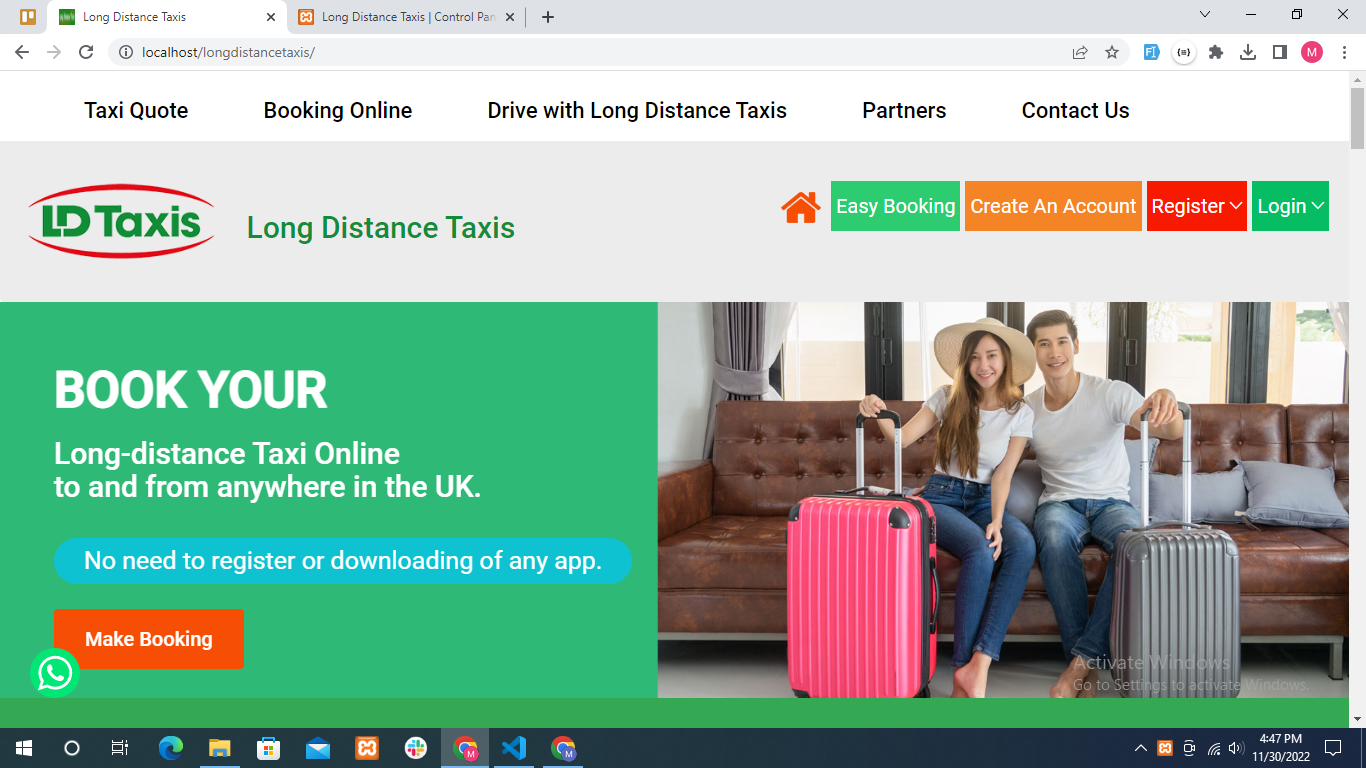 Long Distance Taxis
Long Distance Taxis | Control Pan
localhost/longdistancetaxis/
M
Taxi Quote Booking Online Drive with Long Distance Taxis Partners Contact Us
LD Taxis
Long Distance Taxis
Easy Booking Create An Account Register Login
BOOK YOUR
Long-distance Taxi Online
to and from anywhere in the UK.
No need to register or downloading of any app.
Make Booking
Activate Windows
Go to Settings to activate Windows.
4:47 PM
11/30/2022